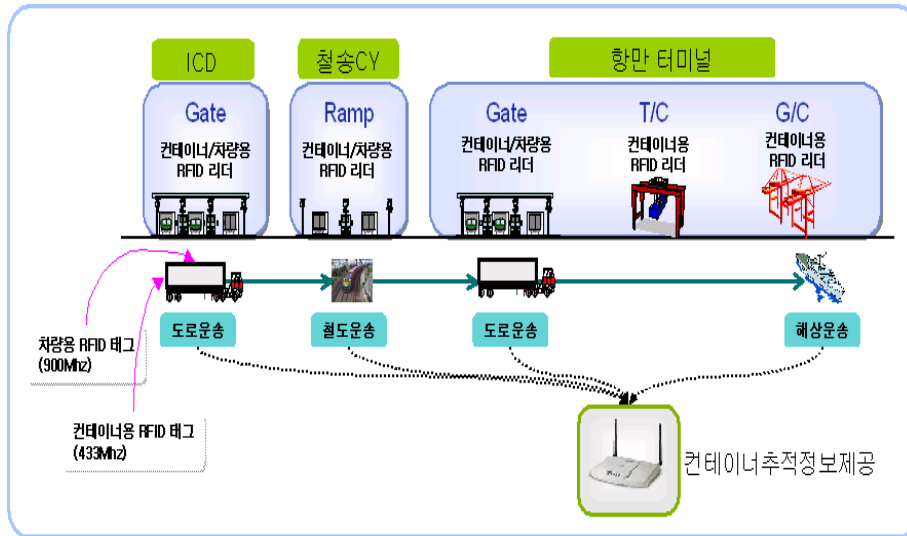 ICD
철송CY
항만 터미널
Gate
Ramp
Gate
T/C
G/C
컨테이너/차량용
RFID 리더
컨테이너/차량용
RFID 리더
컨테이너/차량용
RFID 리더
컨테이너용
RFID 리더
컨테이너용
RFID 리더
도로운송
철도운송
도로운송
해상운송
차량용 RFID 태그
(900Mhz)
컨테이너용 RFID 태그
(433Mhz)
컨테이너추적정보제공